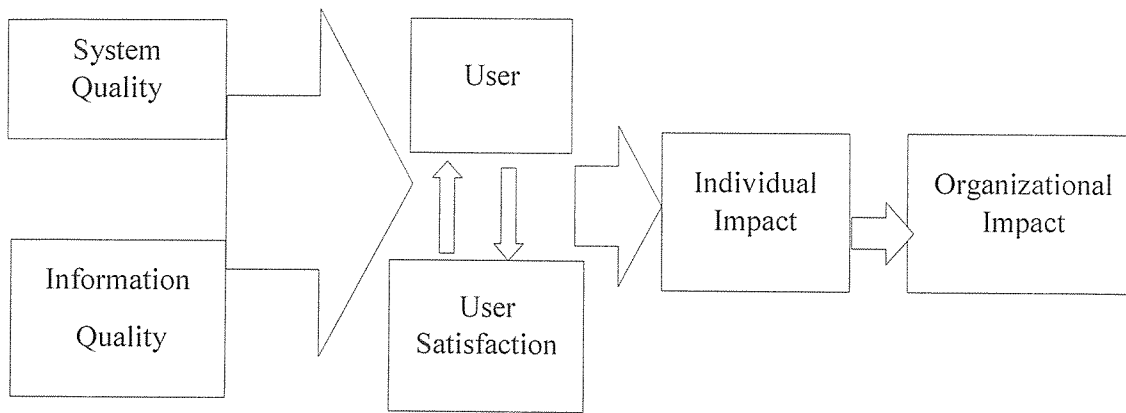 System
Quality
Information
Quality
User
User
Satisfaction
Individual
Impact
Organizational
Impact